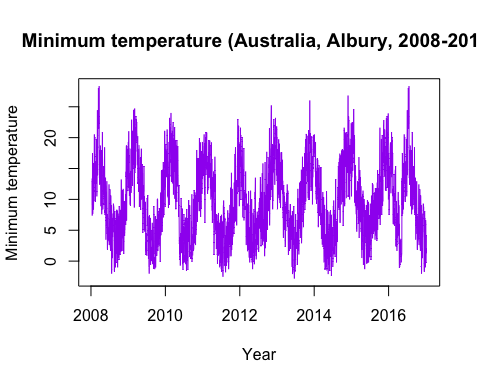 Minimum temperature (Australia, Albury, 2008-201
Minimum temperature
20
10
5
0
2008 2010 2012 2014 2016
Year